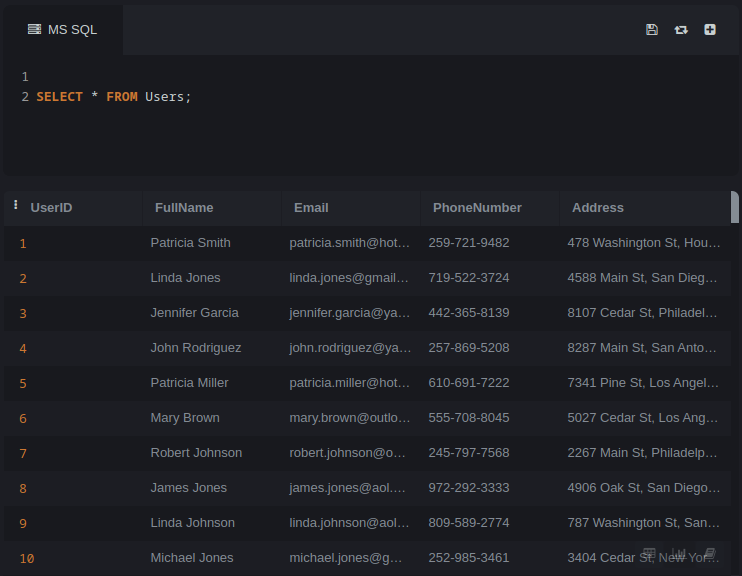 MS SQL
1
2 SELECT * FROM Users;
UserID FullName Email PhoneNumber Address
1 Patricia Smith patricia.smith@hot... 259-721-9482 478 Washington St, Hou...
2 Linda Jones linda.jones@gmail... 719-522-3724 4588 Main St, San Dieg...
3 Jennifer Garcia jennifer.garcia@ya... 442-365-8139 8107 Cedar St, Philadel...
4 John Rodriguez john.rodriguez@ya... 257-869-5208 8287 Main St, San Anto...
5 Patricia Miller patricia.miller@hot... 610-691-7222 7341 Pine St, Los Angel...
6 Mary Brown mary.brown@outlo... 555-708-8045 5027 Cedar St, Los Ang...
7 Robert Johnson robert.johnson@o... 245-797-7568 2267 Main St, Philadelp...
8 James Jones james.jones@aol.... 972-292-3333 4906 Oak St, San Diego...
9 Linda Johnson linda.johnson@aol... 809-589-2774 787 Washington St, San...
10 Michael Jones michael.jones@g... 252-985-3461 3404 Cedar St, New Yor...